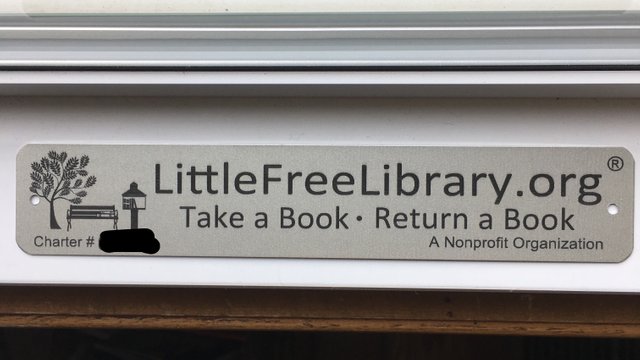 LittleFreeLibrary.org®
Take a Book • Return a Book
Charter #
A Nonprofit Organization